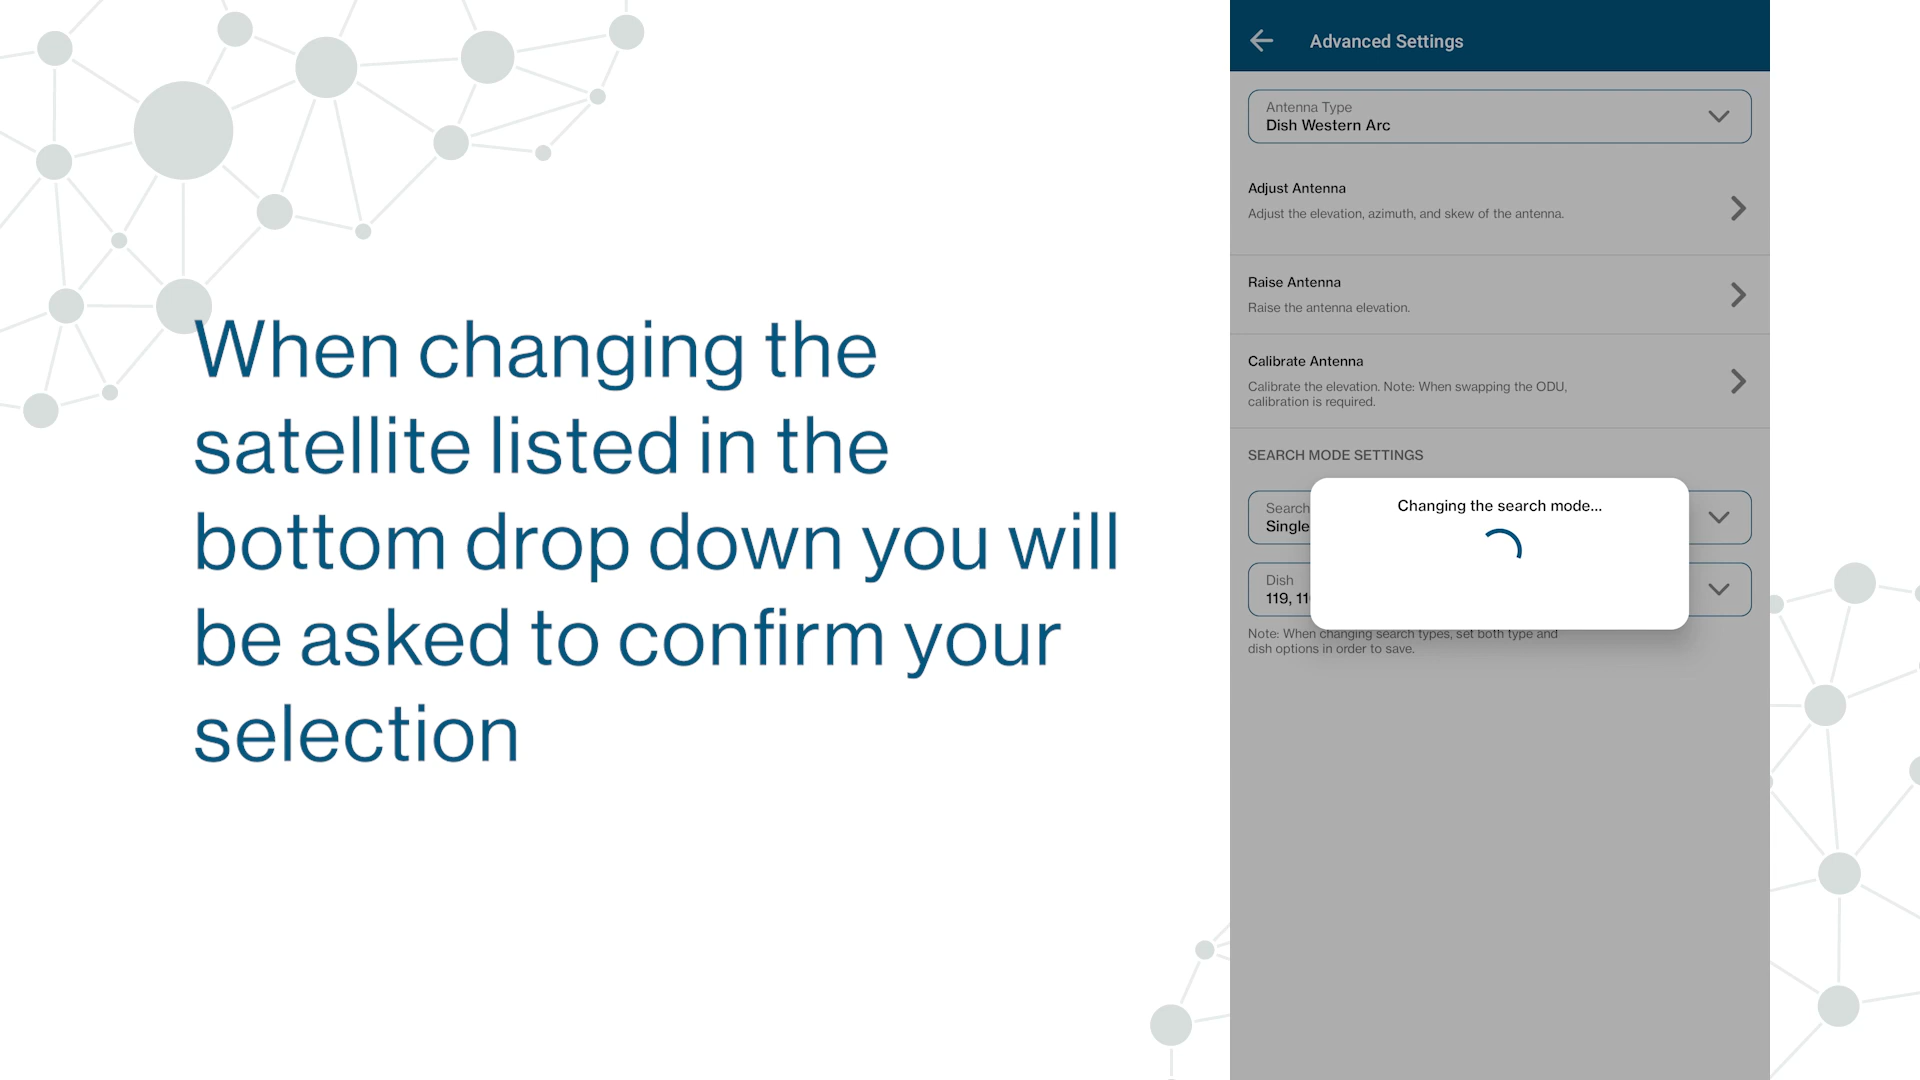 When changing the
satellite listed in the
bottom drop down you will
be asked to confirm your
selection
Advanced Settings
Antenna Type
Dish Western Arc
Adjust Antenna
Adjust the elevation, azimuth, and skew of the antenna.
Raise Antenna
Raise the antenna elevation.
Calibrate Antenna
Calibrate the elevation. Note: When swapping the ODU,
calibration is required.
SEARCH MODE SETTINGS
Search
Single
Changing the search mode...
Dish
119, 11
Note: When changing search types, set both type and
dish options in order to save.